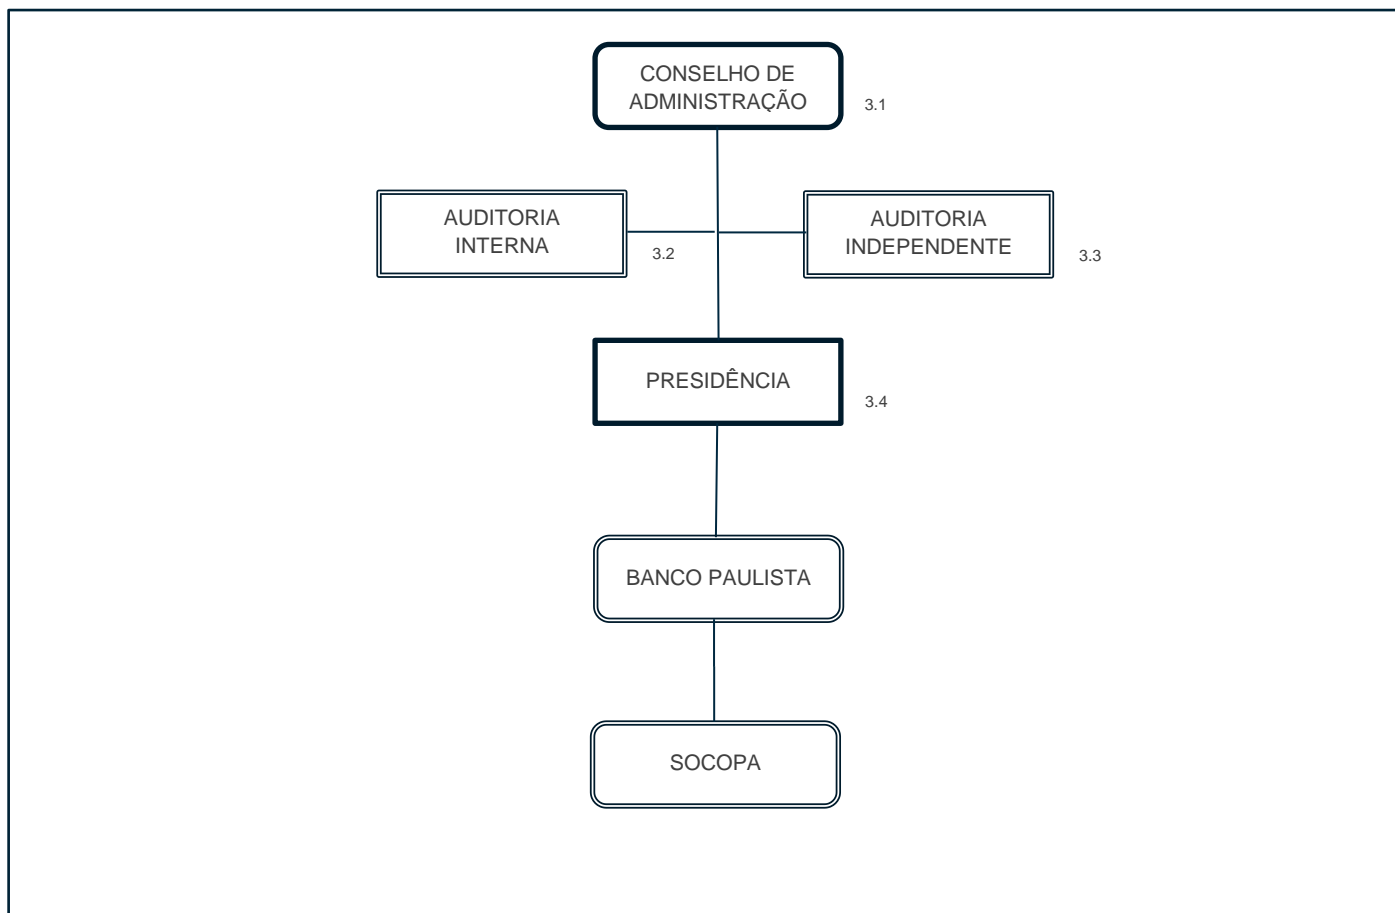 CONSELHO DE
ADMINISTRAÇÃO
3.1
AUDITORIA
INTERNA
3.2
AUDITORIA
INDEPENDENTE
3.3
PRESIDÊNCIA
3.4
BANCO PAULISTA
SOCOPA